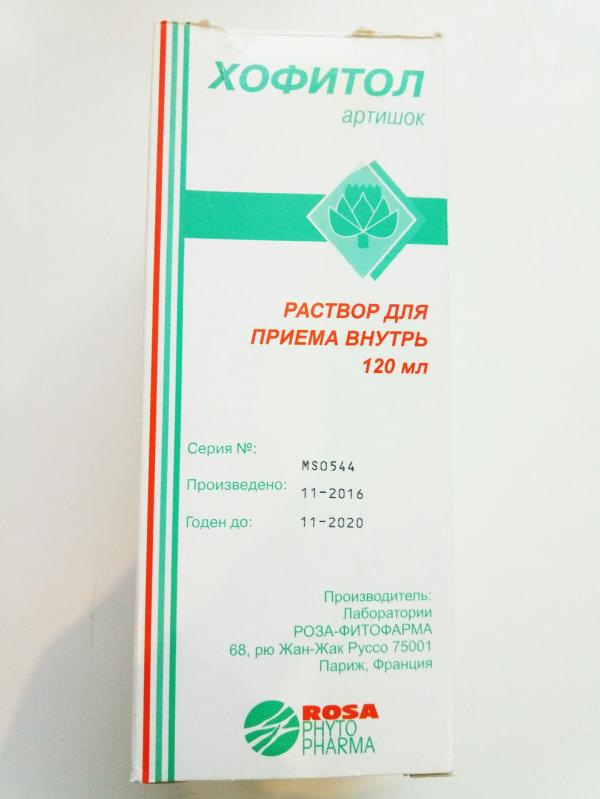 ХОФИТОЛ
артишок
РАСТВОР ДЛЯ
ПРИЕМА ВНУТРЬ
120 мл
Серия №: MS0544
Произведено: 11-2016
Годен до: 11-2020
Производитель:
Лаборатории
РОЗА-ФИТОФАРМА
68, рю Жан-Жак Руссо 75001
Париж, Франция
ROSA
PHYTO
PHARMA